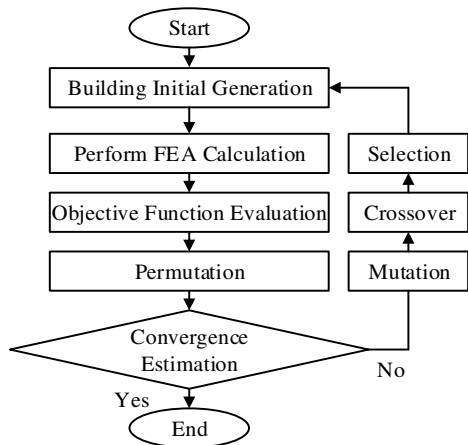 Start
Building Initial Generation
Perform FEA Calculation
Selection
Objective Function Evaluation
Crossover
Permutation
Mutation
Convergence
Estimation
No
Yes
End